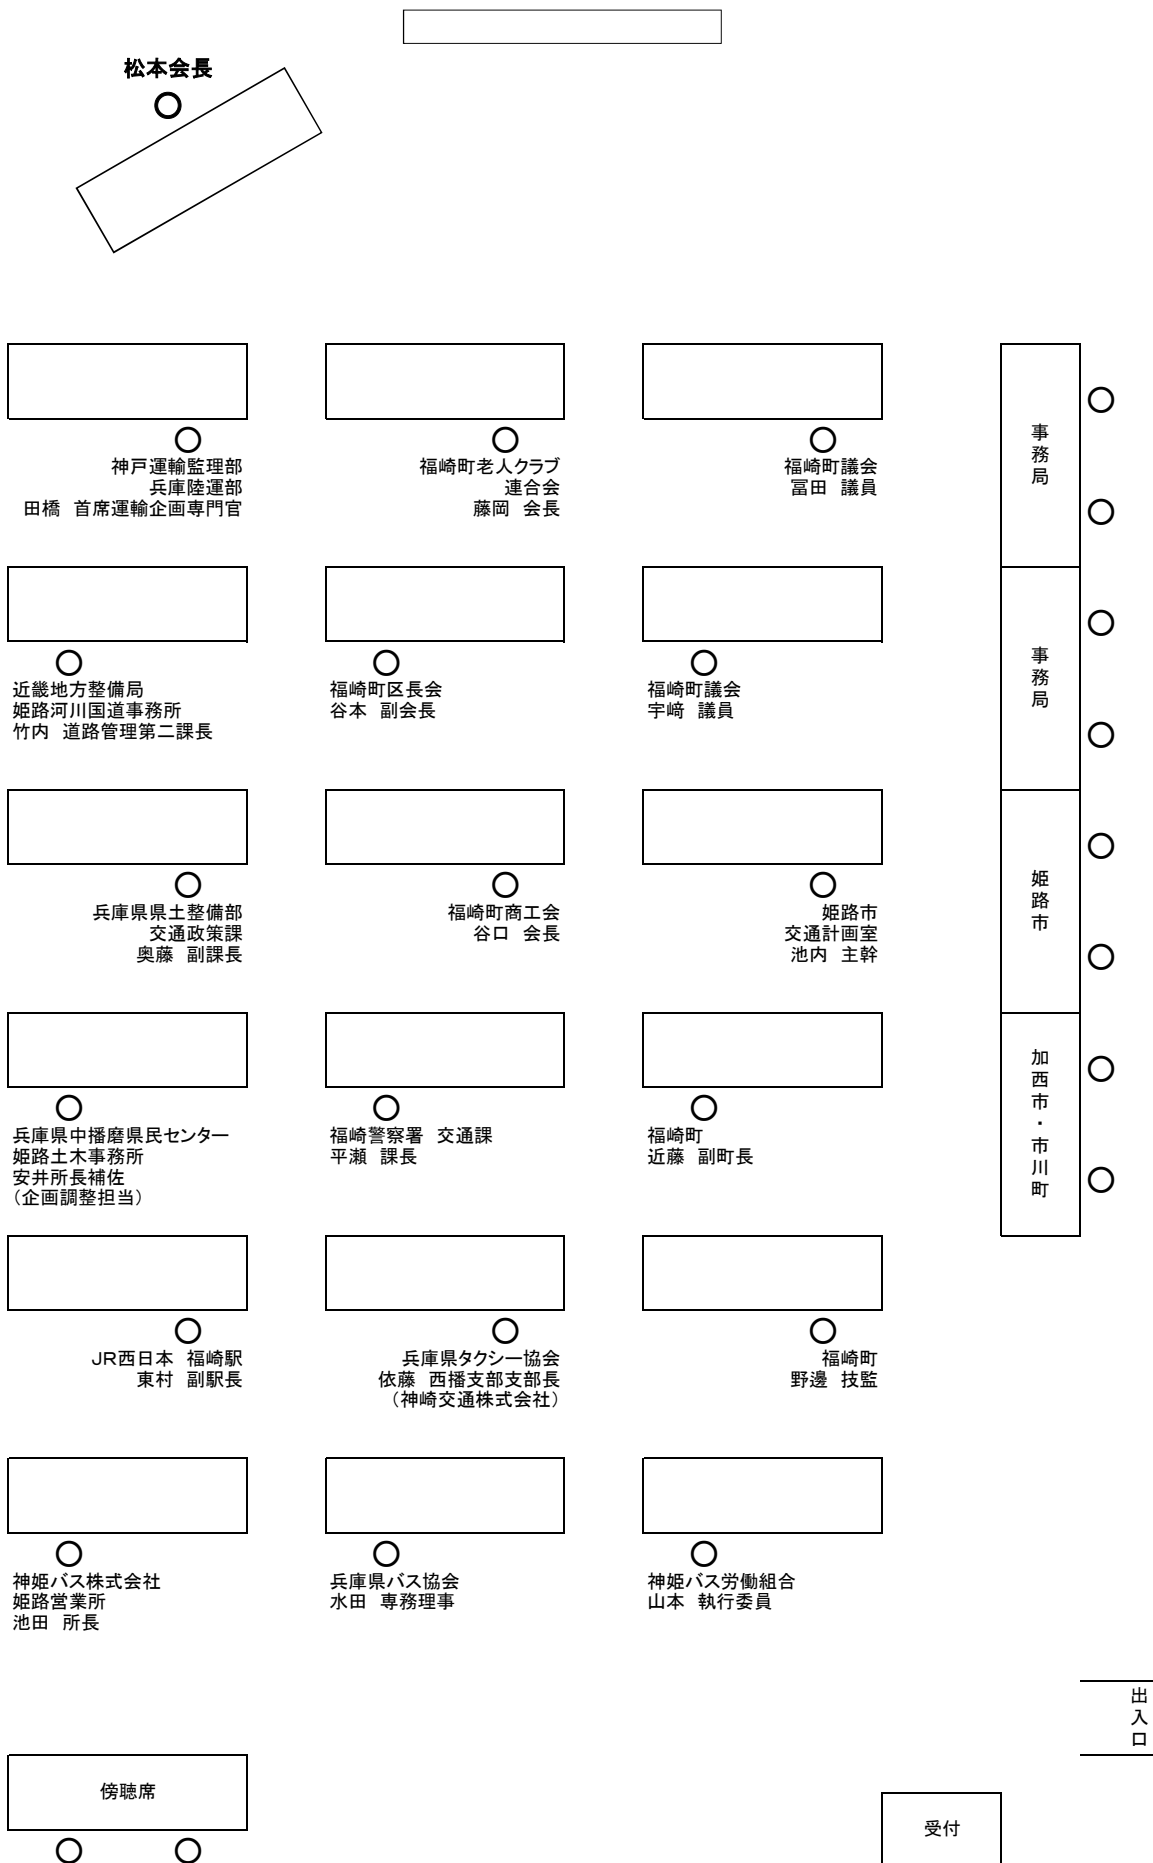 松本会長
神戸運輸監理部
兵庫陸運部
田橋　首席運輸企画専門官
福崎町老人クラブ
連合会
藤岡　会長
福崎町議会
冨田　議員
事務局
近畿地方整備局
姫路河川国道事務所
竹内　道路管理第二課長
福崎町区長会
谷本　副会長
福崎町議会
宇﨑　議員
事務局
兵庫県県土整備部
交通政策課
奥藤　副課長
福崎町商工会
谷口　会長
姫路市
交通計画室
池内　主幹
姫路市
兵庫県中播磨県民センター
姫路土木事務所
安井所長補佐
（企画調整担当）
福崎警察署　交通課
平瀬　課長
福崎町
近藤　副町長
加西市・市川町
JR西日本　福崎駅
東村　副駅長
兵庫県タクシー協会
依藤　西播支部支部長
（神崎交通株式会社）
福崎町
野邊　技監
神姫バス株式会社
姫路営業所
池田　所長
兵庫県バス協会
水田　専務理事
神姫バス労働組合
山本　執行委員
出入口
傍聴席
受付